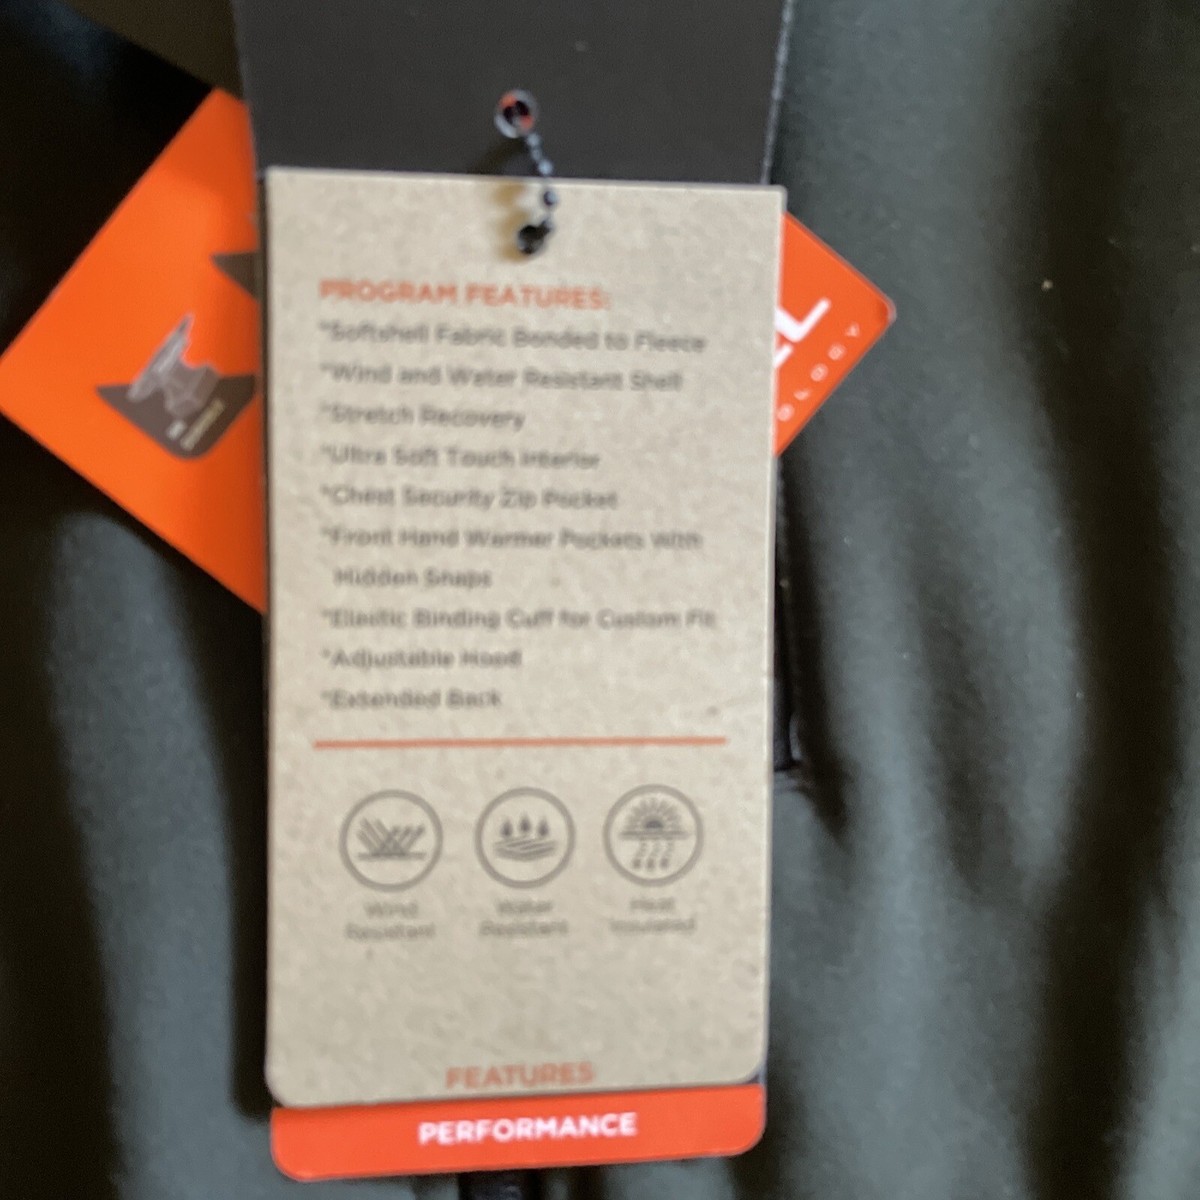 PROGRAM FEATURES:
*Softshell Fabric Bonded to Fleece
*Wind and Water Resistant Shell
*Stretch Recovery
*Ultra Soft Touch Interior
*Chest Security Zip Pocket
*Front Hand Warmer Pockets With
Hidden Snaps
*Elastic Binding Cuff for Custom Fit
*Adjustable Hood
*Extended Back
Wind
Resistant
Water
Resistant
Heat
Insulated
FEATURES
PERFORMANCE